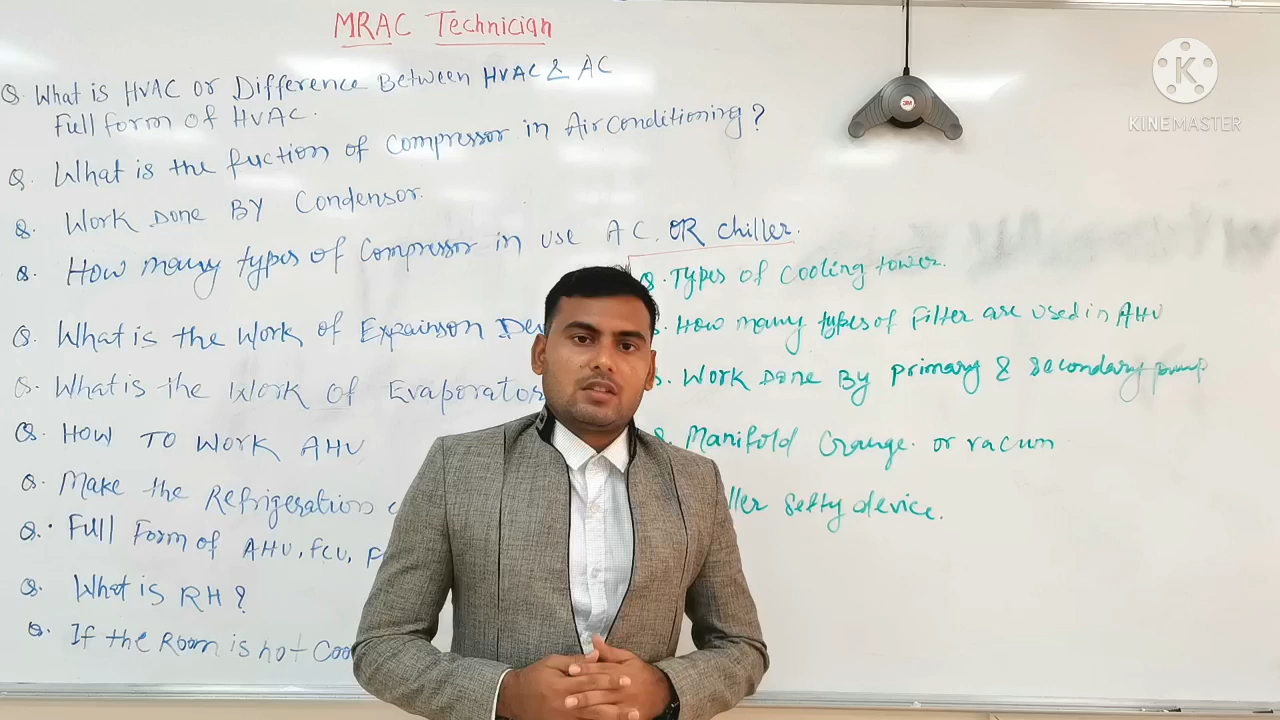 MRAC Technician
Q. What is HVAC or Difference Between HVAC & AC
Full form of HVAC.
Q. What is the fuction of compressor in Airconditioning?
Q. Work Done By Condensor.
Q. How many types of Compressor in use AC. OR chiller.
Q. What is the work of Expainson
Q. What is the work of Evaporator
Q. HOW TO WORK AHU
Q. Make the Refrigeration
Q. Full Form of AHU, FCU,
Q. What is RH?
Q. If the Room is not
Q. Types of Cooling tower.
How many types of Filter are used in AHU
Work Done By primary & secondary pump
Manifold Guange or vacum
Sefty device.
3M
K
KINEMASTER